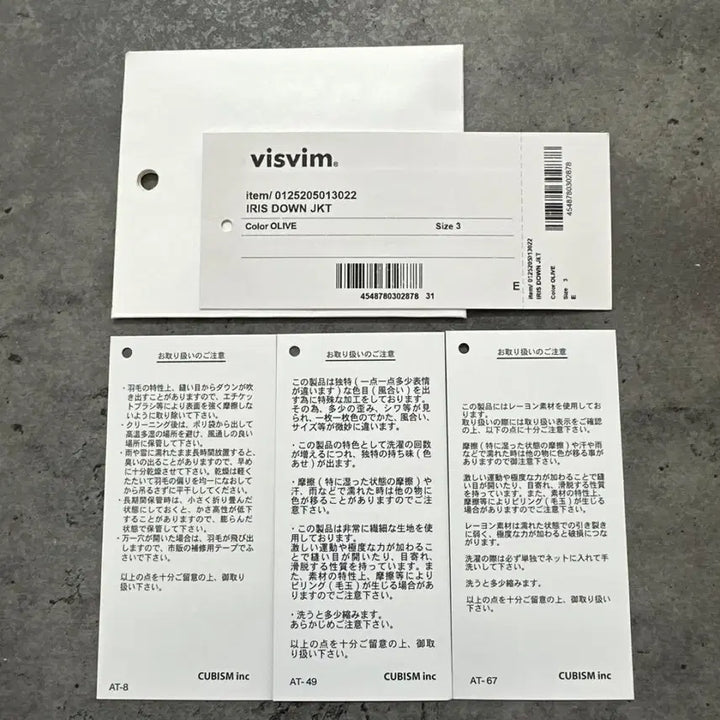 visvim®
item/ 0125205013022
IRIS DOWN JKT
Color OLIVE Size 3
4548780302878 31
E
item/ 0125205013022
IRIS DOWN JLT
Color OLIVE
Size 3
E
4548780302878
お取り扱いのご注意
・羽毛の特性上、縫い目からダウンが吹
き出すことがありますので、エチケッ
トブラシ等により表面を強く摩擦しな
いように取り除いて下さい。
・クリーニング後は、ポリ袋から出して
高温多湿の場所を避け、風通しの良い
場所に保管して下さい。
・雨や雪に濡れたまま長時間放置すると、
臭いの出ることがありますので、早め
に十分乾燥させて下さい。乾燥は軽く
たたいて羽毛の偏りを均一になおして
から吊るさずに平干ししてください。
・長期間保管時は、小さく折り畳んだ
状態にしておくと、かさ高性が低下
することがありますので、膨らんだ
状態で保管して下さい。
・万一穴が開いた場合は、羽毛が飛び出
しますので、市販の補修用テープでふ
さいで下さい。
以上の点を十分ご留意の上、御取り
扱い下さい。
AT-8
CUBISM inc
お取り扱いのご注意
この製品は独特 ( 一点一点多少表情
が違います ) な色目 ( 風合い ) を出
す為に特殊な加工をしております。
その為、多少の歪み、シワ等が見
られ、一枚一枚色のでかた、風合い、
サイズ等が微妙に違います。
・この製品の特色として洗濯の回数
が増えるにつれ、独特の持ち味 ( 色
あせ ) が出ます。
・摩擦 ( 特に湿った状態の摩擦 ) や
汗、雨などで濡れた時は他の物に色
が移る事がありますのでご注意下
さい。
・この製品は非常に繊細な生地を使
用しております。
激しい運動や極度な力が加わるこ
とで縫い目が開いたり、目寄れ、
滑脱する性質を持っています。ま
た、素材の特性上、摩擦等により
ピリング ( 毛玉 ) が生じる場合があ
りますのでご注意下さい。
・洗うと多少縮みます。
あらかじめご注意下さい。
以上の点を十分ご留意の上、御取
り扱い下さい。
AT- 49
CUBISM inc
お取り扱いのご注意
この製品にはレーヨン素材を使用してお
ります。
取り扱いの際には取り扱い表示をご確認
の上、以下の点に十分ご注意下さい。
摩擦 ( 特に湿った状態の摩擦 ) や汗や雨
などで濡れた時は他の物に色が移る事が
ありますので御注意下さい。
激しい運動や極度な力が加わることで縫
い目が開いたり、目寄れ、滑脱する性質
を持っています。また、素材の特性上、
摩擦等によりピリング ( 毛玉 ) が生じる
場合がありますのでご注意下さい。
レーヨン素材は濡れた状態での引き裂き
に弱く、極度な力が加わると破損につな
がります。
洗濯の際は必ず単独でネットに入れて手
洗いして下さい。
洗うと多少縮みます。
以上の点を十分ご留意の上、御取り扱い
下さい。
AT- 67
CUBISM inc